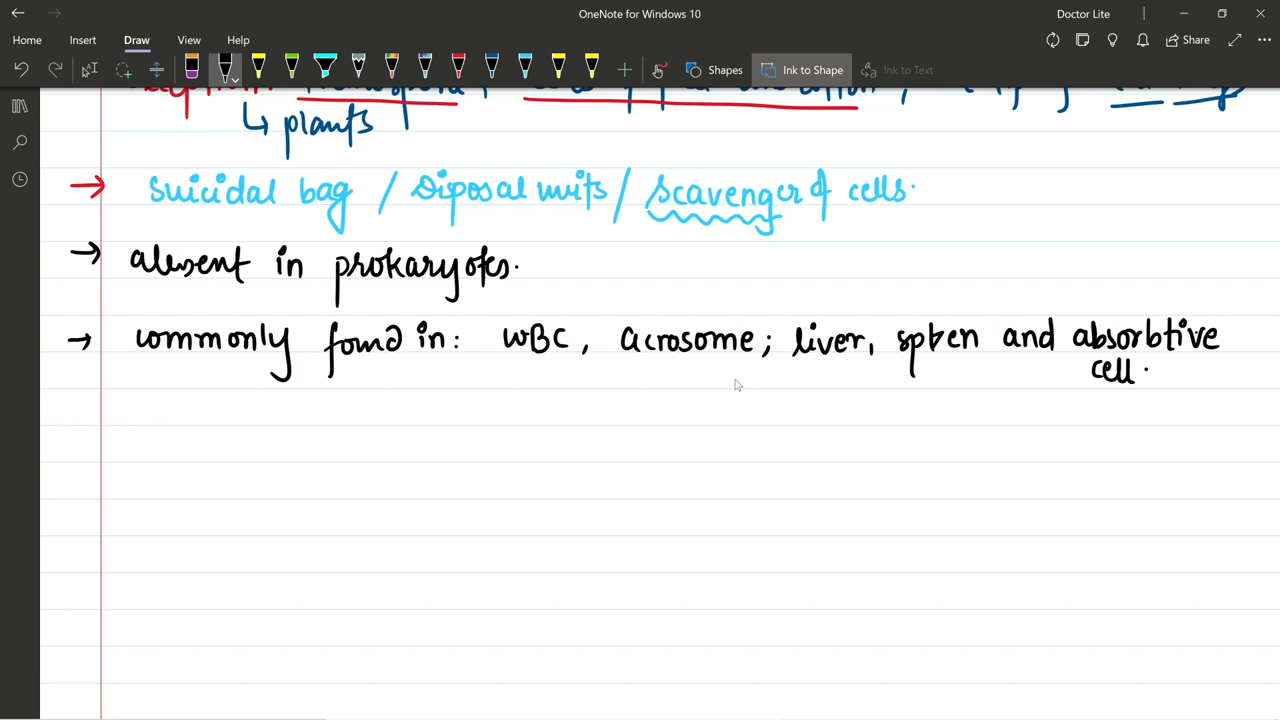 OneNote for Windows 10
Doctor Lite
Home Insert Draw View Help
Share
Shapes Ink to Shape Ink to Text
↳ plants
→ Suicidal bag / Disposal units / Scavenger of cells.
→ absent in prokaryotes.
→ commonly found in: WBC, acrosome; liver, spleen and absorbtive
cell.